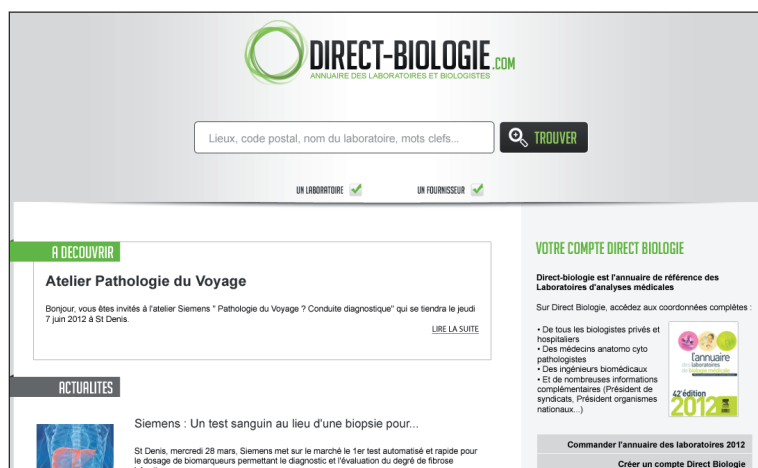 DIRECT-BIOLOGIE.COM
ANNUAIRE DES LABORATOIRES ET BIOLOGISTES
Lieux, code postal, nom du laboratoire, mots clefs...
TROUVER
UN LABORATOIRE
UN FOURNISSEUR
A DECOUVRIR
Atelier Pathologie du Voyage
Bonjour, vous êtes invités à l'atelier Siemens " Pathologie du Voyage ? Conduite diagnostique" qui se tiendra le jeudi
7 juin 2012 à St Denis.
LIRE LA SUITE
ACTUALITES
Siemens : Un test sanguin au lieu d'une biopsie pour...
St Denis, mercredi 28 mars, Siemens met sur le marché le 1er test automatisé et rapide pour
le dosage de biomarqueurs permettant le diagnostic et l'évaluation du degré de fibrose
VOTRE COMPTE DIRECT BIOLOGIE
Direct-biologie est l'annuaire de référence des
Laboratoires d'analyses médicales
Sur Direct Biologie, accédez aux coordonnées complètes :
• De tous les biologistes privés et
hospitaliers
• Des médecins anatomo cyto
pathologistes
• Des ingénieurs biomédicaux
• Et de nombreuses informations
complémentaires (Président de
syndicats, Président organismes
nationaux...)
l'annuaire
des laboratoires
de biologie médicale
42e édition
2012
Commander l'annuaire des laboratoires 2012
Créer un compte Direct Biologie